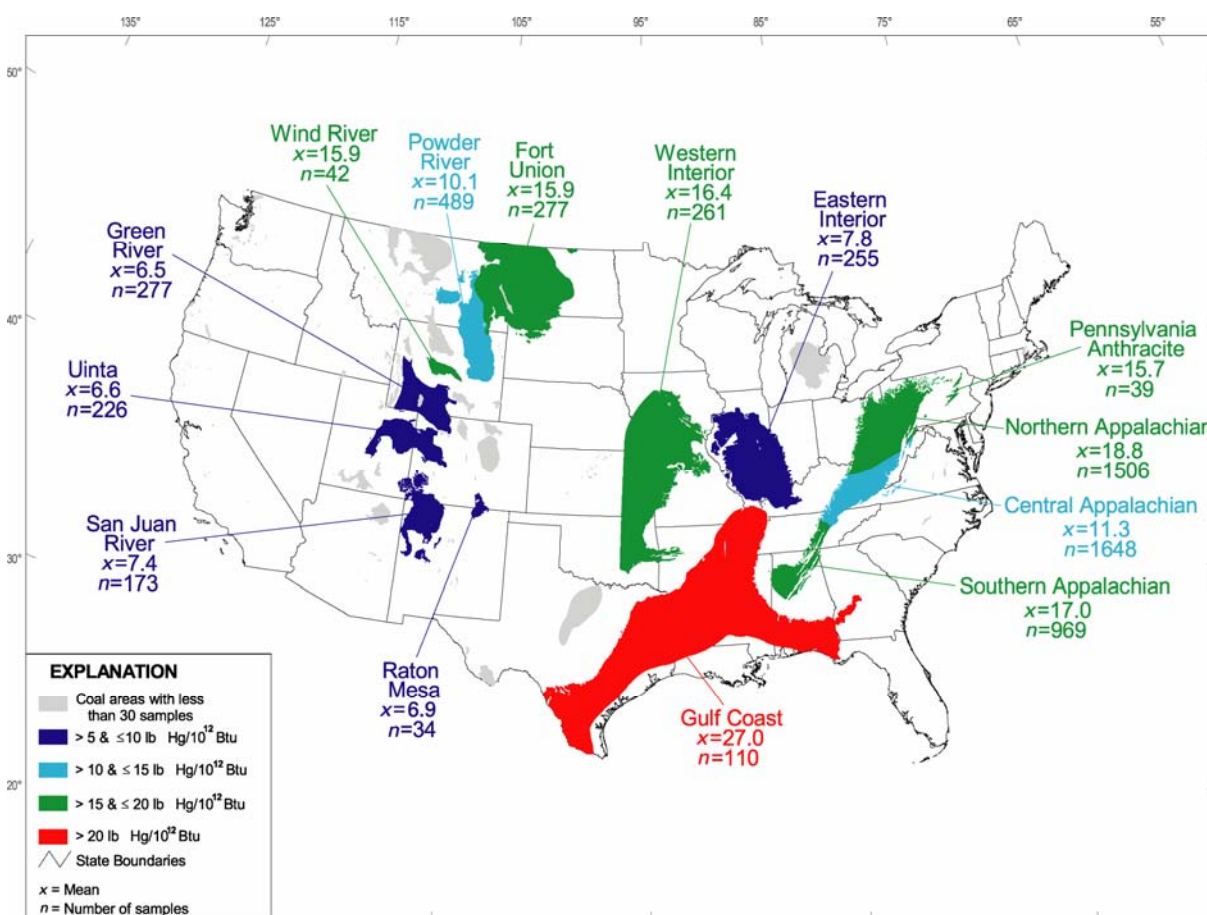 135° 125° 115° 105° 95° 85° 75° 65° 55°
50°
40°
30°
20°
Wind River
x=15.9
n=42
Powder
River
x=10.1
n=489
Fort
Union
x=15.9
n=277
Western
Interior
x=16.4
n=261
Eastern
Interior
x=7.8
n=255
Green
River
x=6.5
n=277
Uinta
x=6.6
n=226
San Juan
River
x=7.4
n=173
Raton
Mesa
x=6.9
n=34
Gulf Coast
x=27.0
n=110
Pennsylvania
Anthracite
x=15.7
n=39
Northern Appalachian
x=18.8
n=1506
Central Appalachian
x=11.3
n=1648
Southern Appalachian
x=17.0
n=969
EXPLANATION
Coal areas with less
than 30 samples
> 5 & ≤10 lb Hg/10¹² Btu
> 10 & ≤ 15 lb Hg/10¹² Btu
> 15 & ≤ 20 lb Hg/10¹² Btu
> 20 lb Hg/10¹² Btu
State Boundaries
x = Mean
n = Number of samples